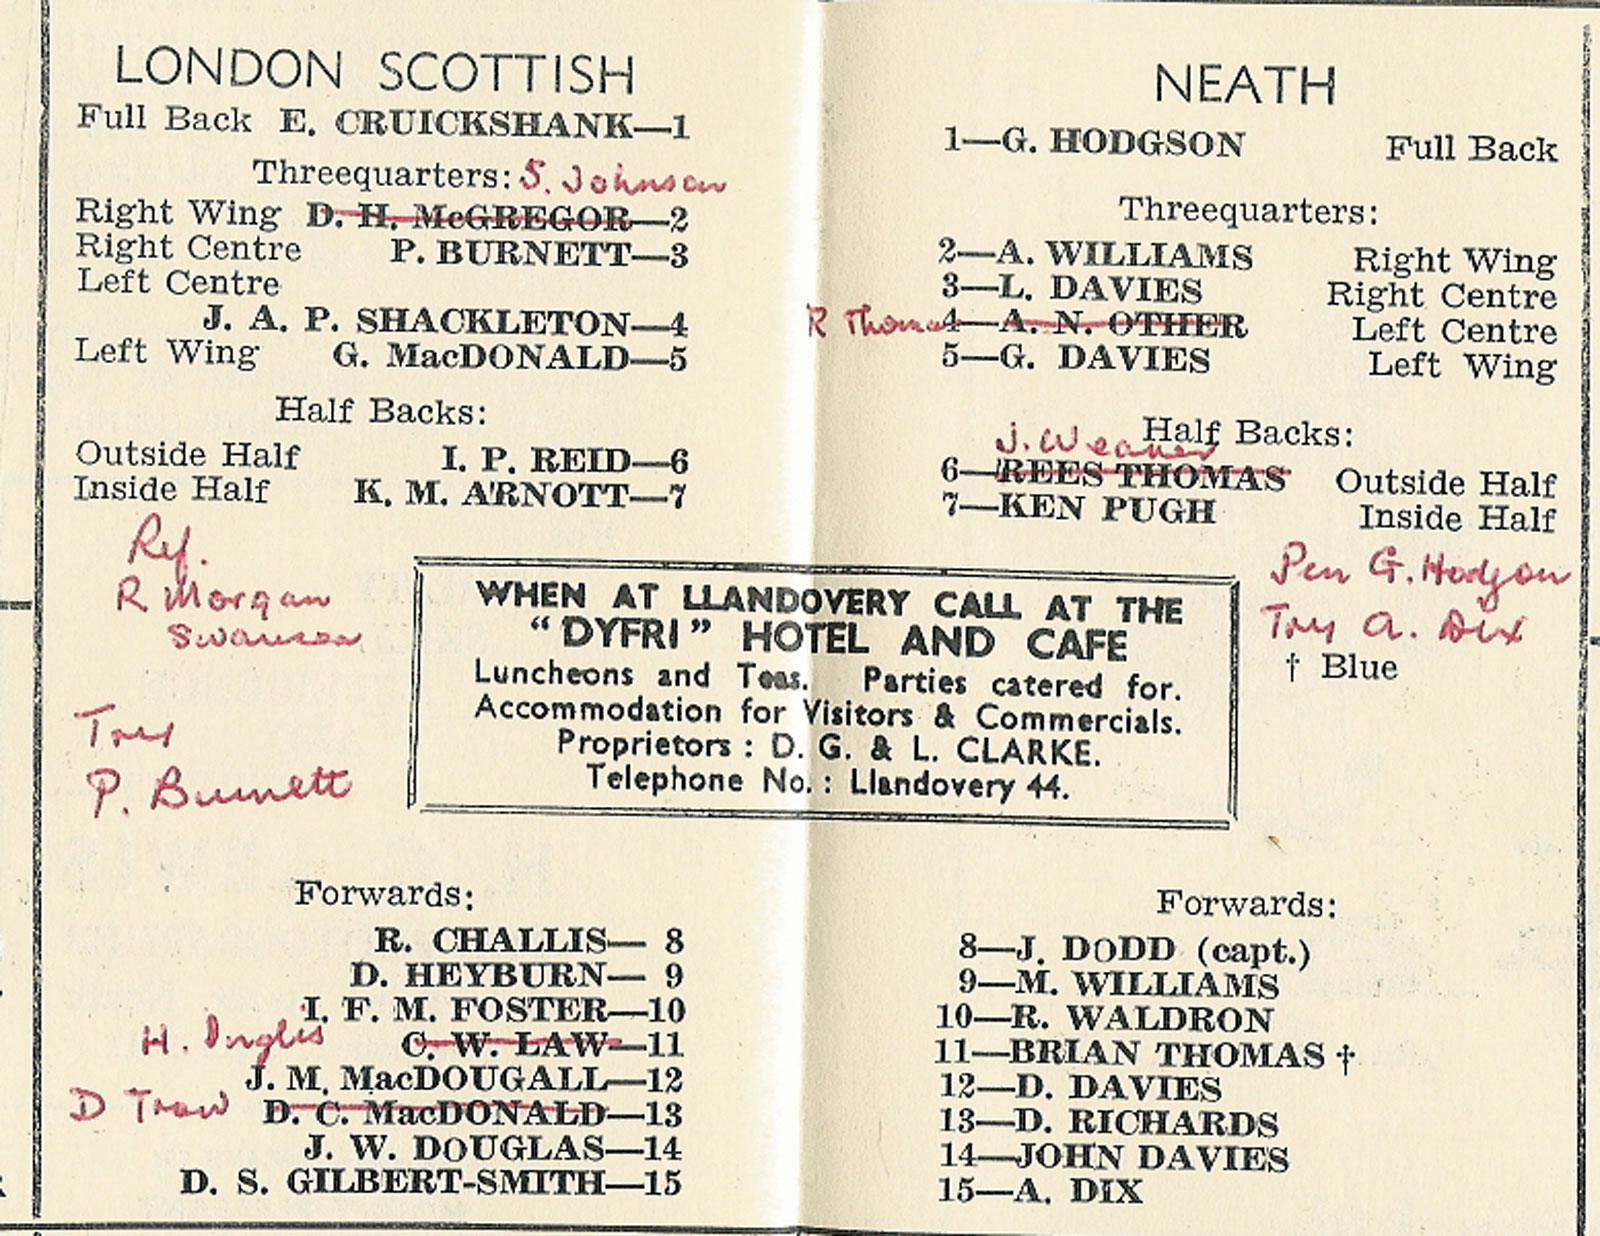 LONDON SCOTTISH
Full Back E. CRUICKSHANK—1
Threequarters: S. Johnson
Right Wing D. H. McGREGOR—2
Right Centre P. BURNETT—3
Left Centre
J. A. P. SHACKLETON—4
Left Wing G. MacDONALD—5
Half Backs:
Outside Half I. P. REID—6
Inside Half K. M. ARNOTT—7
Ref.
R. Morgan
Swansea
Try
P. Burnett
Forwards:
R. CHALLIS— 8
D. HEYBURN— 9
I. F. M. FOSTER—10
H. Inglis C. W. LAW—11
J. M. MacDOUGALL—12
D C. MacDONALD—13
J. W. DOUGLAS—14
D. S. GILBERT-SMITH—15
WHEN AT LLANDOVERY CALL AT THE
“DYFRI” HOTEL AND CAFE
Luncheons and Teas. Parties catered for.
Accommodation for Visitors & Commercials.
Proprietors : D. G. & L. CLARKE.
Telephone No. : Llandovery 44.
NEATH
1—G. HODGSON Full Back
Threequarters:
2—A. WILLIAMS Right Wing
3—L. DAVIES Right Centre
R Thomas 4—A. N. OTHER Left Centre
5—G. DAVIES Left Wing
Half Backs:
J. Weaver
6—REES THOMAS Outside Half
7—KEN PUGH Inside Half
Pen G. Hodgson
Try A. Dix
† Blue
Forwards:
8—J. DODD (capt.)
9—M. WILLIAMS
10—R. WALDRON
11—BRIAN THOMAS †
12—D. DAVIES
13—D. RICHARDS
14—JOHN DAVIES
15—A. DIX